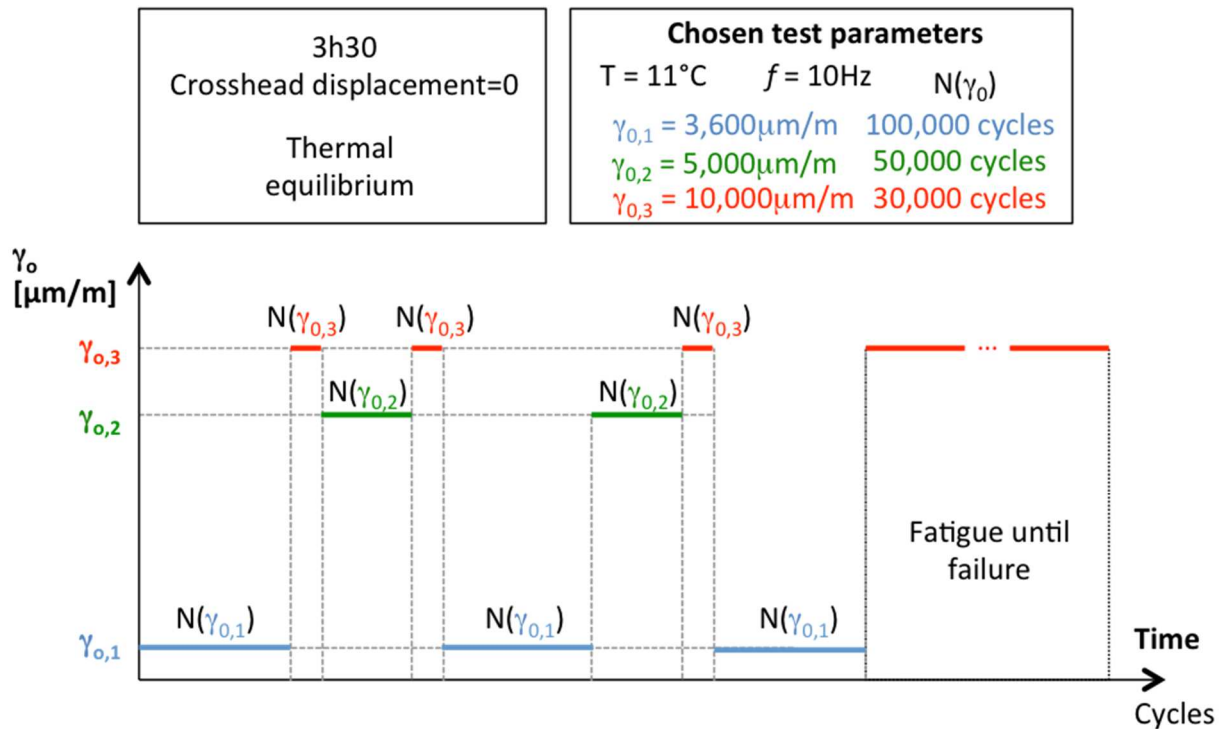 3h30
Crosshead displacement=0
Thermal
equilibrium
Chosen test parameters
T = 11°C f = 10Hz N(γ0)
γ0,1 = 3,600μm/m 100,000 cycles
γ0,2 = 5,000μm/m 50,000 cycles
γ0,3 = 10,000μm/m 30,000 cycles
γo
[μm/m]
N(γ0,3) N(γ0,3) N(γ0,3)
γo,3
...
N(γ0,2) N(γ0,2)
γo,2
Fatigue until
failure
N(γ0,1) N(γ0,1) N(γ0,1)
γo,1
Time
Cycles